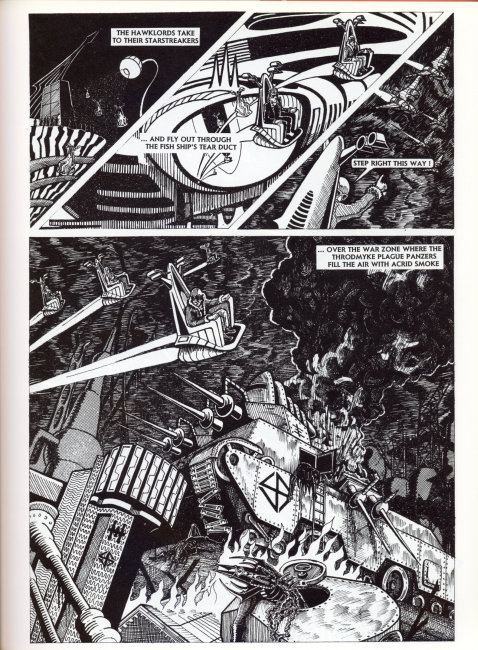 THE HAWKLORDS TAKE
TO THEIR STARSTREAKERS
... AND FLY OUT THROUGH
THE FISH SHIP'S TEAR DUCT
STEP RIGHT THIS WAY !
... OVER THE WAR ZONE WHERE THE
THRODMYKE PLAGUE PANZERS
FILL THE AIR WITH ACRID SMOKE